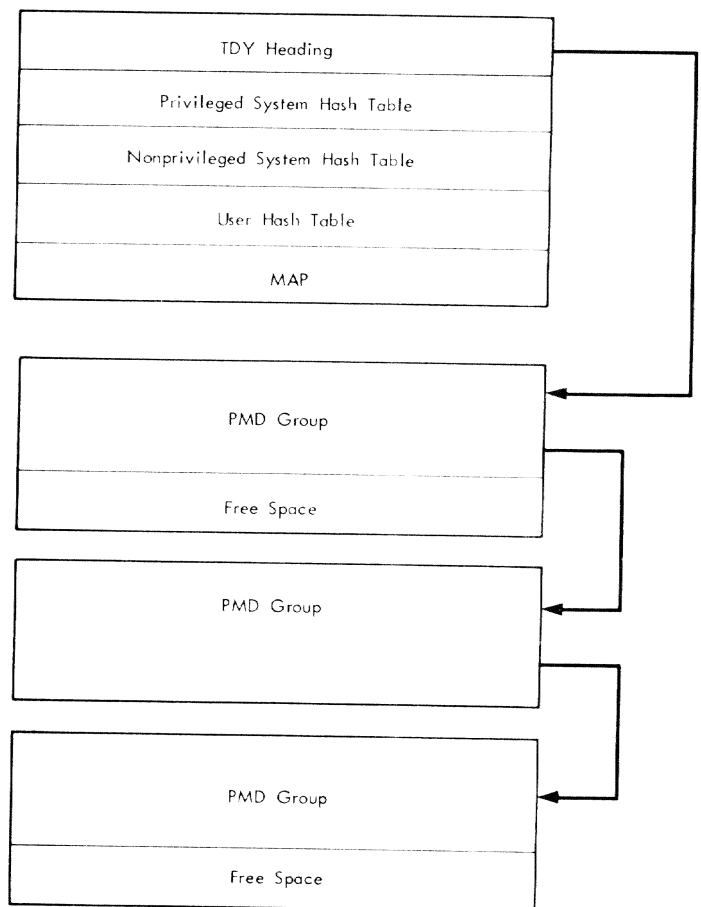 TDY Heading
Privileged System Hash Table
Nonprivileged System Hash Table
User Hash Table
MAP
PMD Group
Free Space
PMD Group
PMD Group
Free Space